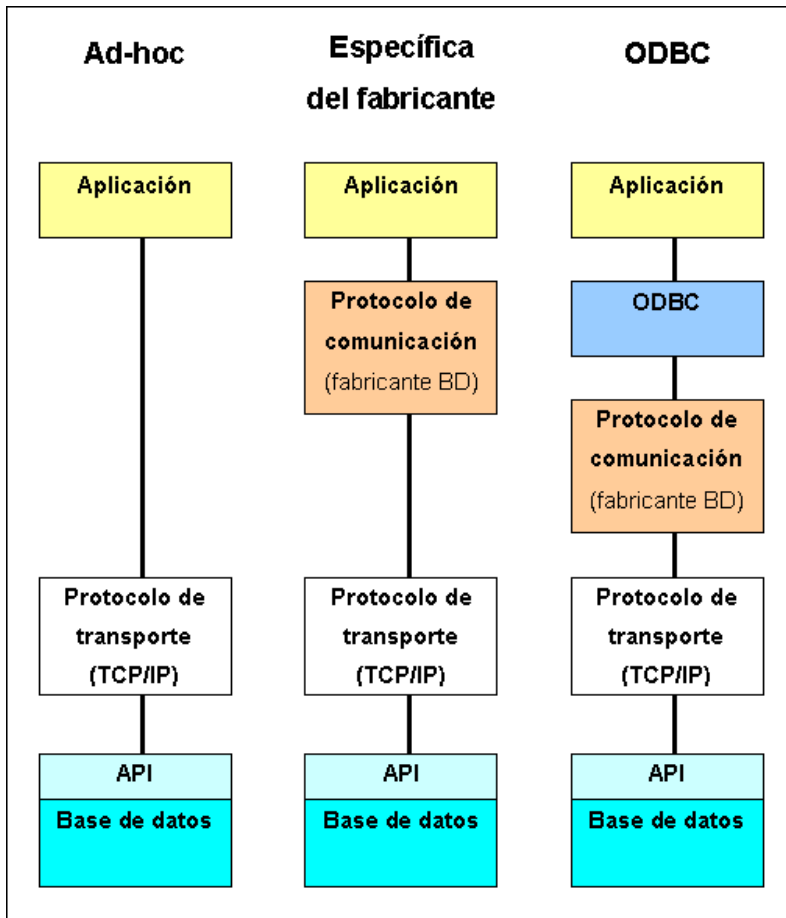 Ad-hoc
Aplicación
Protocolo de
transporte
(TCP/IP)
API
Base de datos
Específica
del fabricante
Aplicación
Protocolo de
comunicación
(fabricante BD)
Protocolo de
transporte
(TCP/IP)
API
Base de datos
ODBC
Aplicación
ODBC
Protocolo de
comunicación
(fabricante BD)
Protocolo de
transporte
(TCP/IP)
API
Base de datos